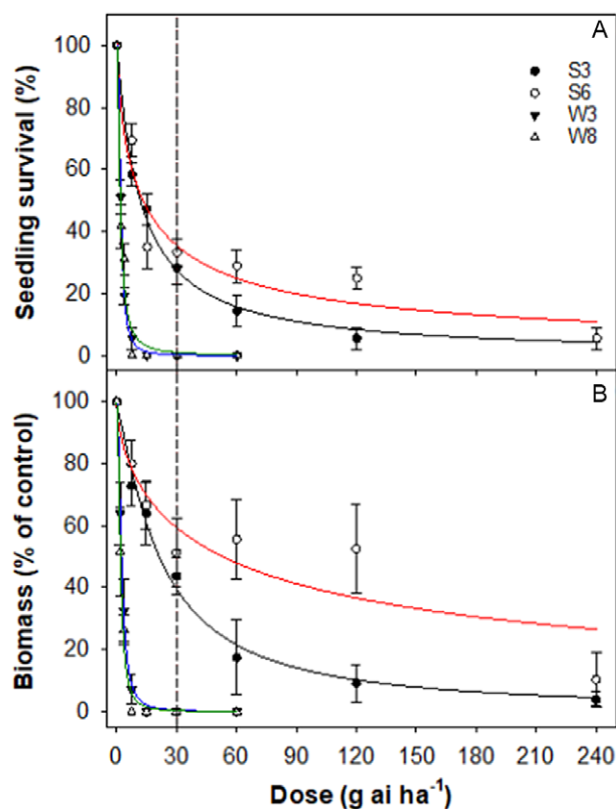 A
Seedling survival (%)
100
80
60
40
20
0
S3
S6
W3
W8
B
Biomass (% of control)
100
80
60
40
20
0
0 30 60 90 120 150 180 210 240
Dose (g ai ha⁻¹)